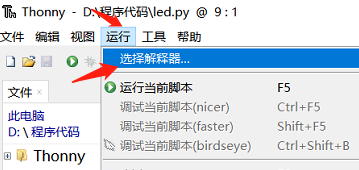 Thonny - D:\程序代码\led.py @ 9 : 1
文件 编辑 视图 运行 工具 帮助
选择解释器...
运行当前脚本 F5
调试当前脚本(nicer) Ctrl+F5
调试当前脚本(faster) Shift+F5
调试当前脚本(birdseye) Ctrl+Shift+B
文件 ×
此电脑
D: \ 程序代码
Thonny